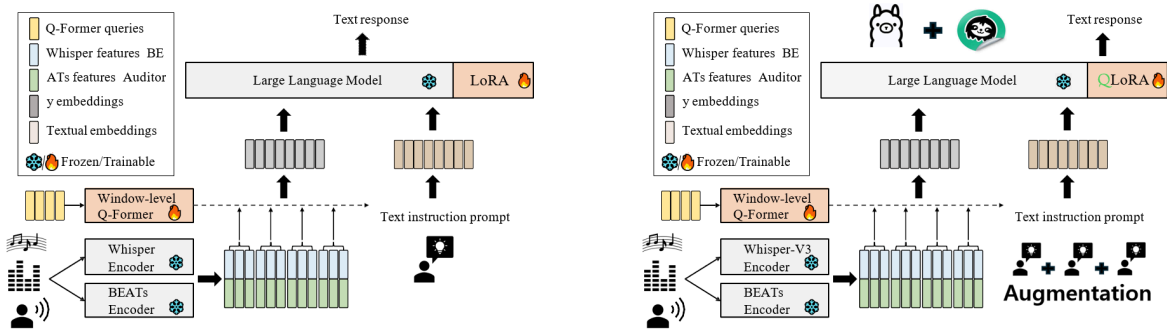 Q-Former queries
Whisper features BE
ATs features Auditor
y embeddings
Textual embeddings
/ Frozen/Trainable
Text response
Large Language Model
LoRA
Window-level
Q-Former
Text instruction prompt
Whisper
Encoder
BEATs
Encoder
Q-Former queries
Whisper features BE
ATs features Auditor
y embeddings
Textual embeddings
/ Frozen/Trainable
Text response
Large Language Model
QLoRA
Window-level
Q-Former
Text instruction prompt
Whisper-V3
Encoder
BEATs
Encoder
Augmentation